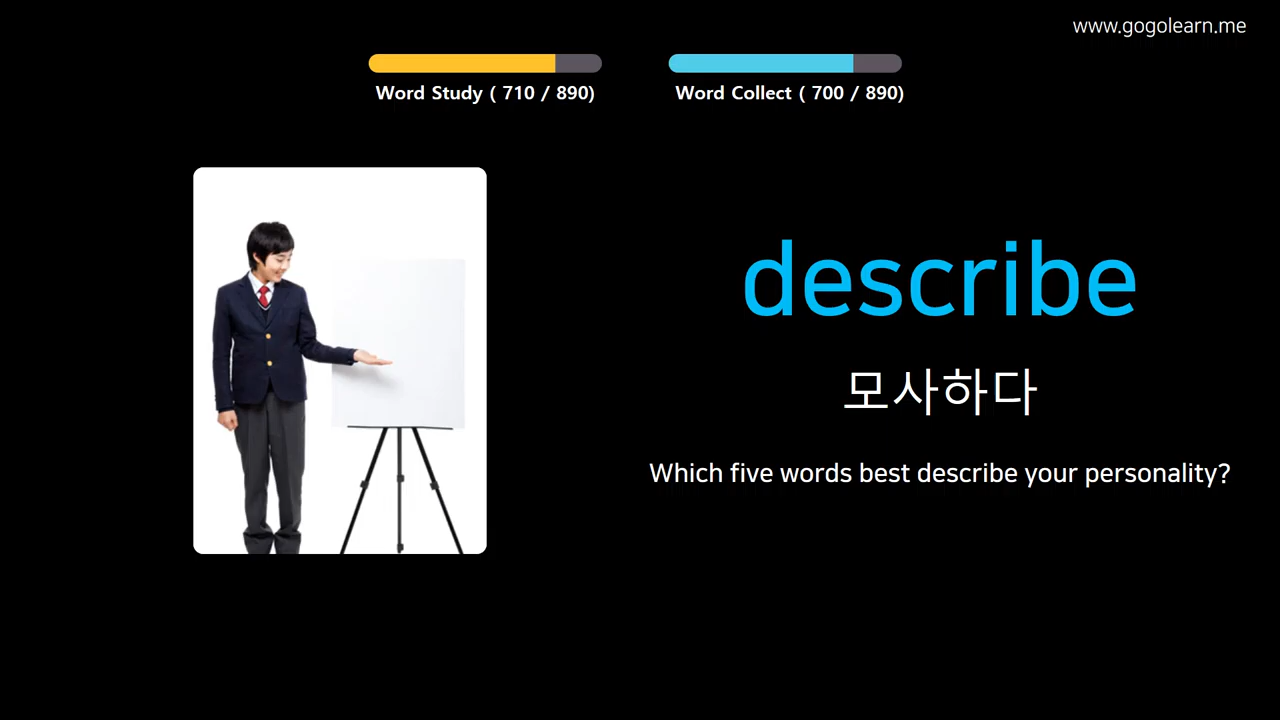 www.gogolearn.me
Word Study ( 710 / 890)
Word Collect ( 700 / 890)
describe
모사하다
Which five words best describe your personality?